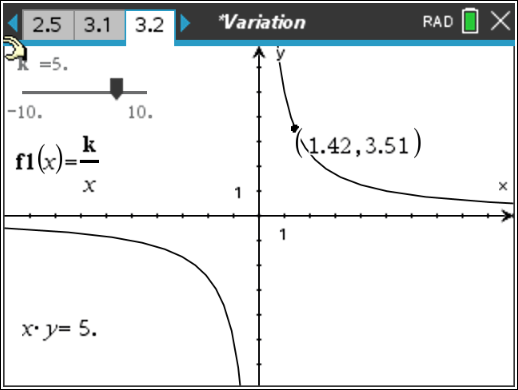 2.5 3.1 3.2 *Variation RAD
k =5.
-10. 10.
f1(x)=k/x
y
(1.42,3.51)
x
1
1
x· y= 5.